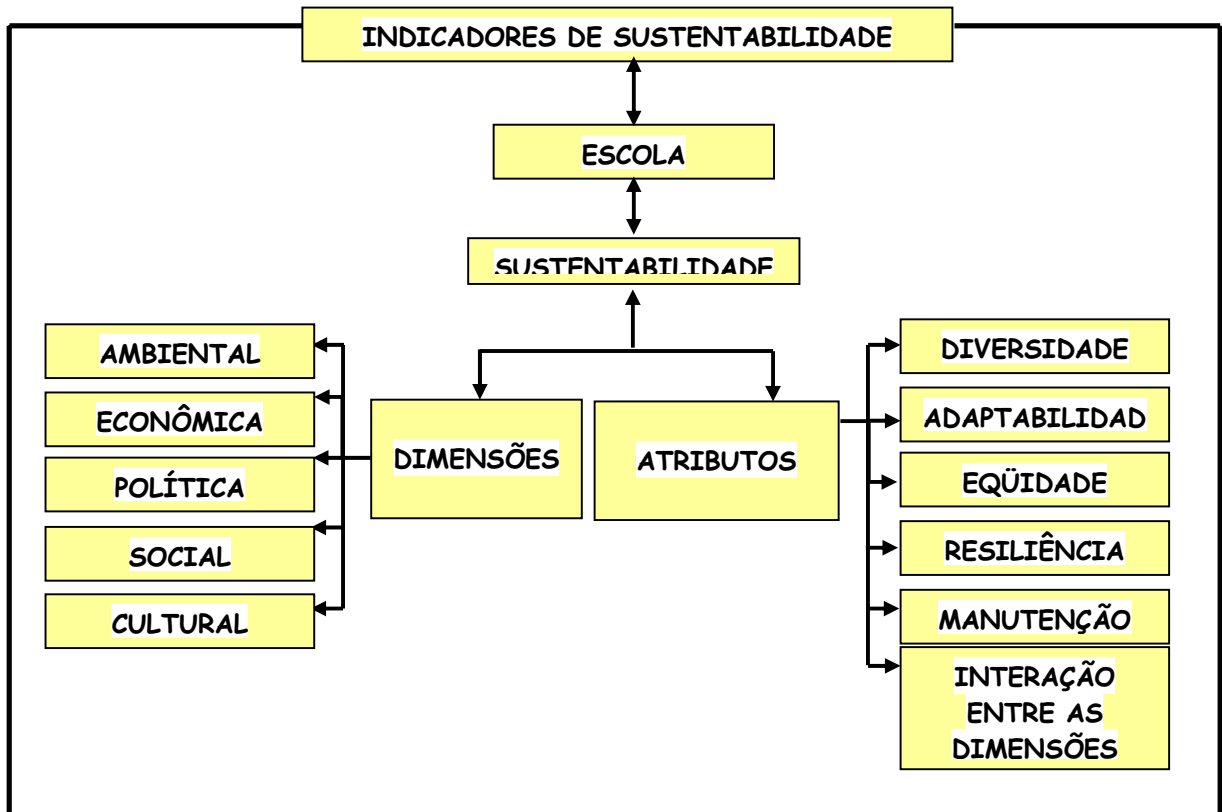 INDICADORES DE SUSTENTABILIDADE
ESCOLA
SUSTENTABILIDADE
AMBIENTAL
ECONÔMICA
POLÍTICA
SOCIAL
CULTURAL
DIMENSÕES
ATRIBUTOS
DIVERSIDADE
ADAPTABILIDAD
EQÜIDADE
RESILIÊNCIA
MANUTENÇÃO
INTERAÇÃO
ENTRE AS
DIMENSÕES